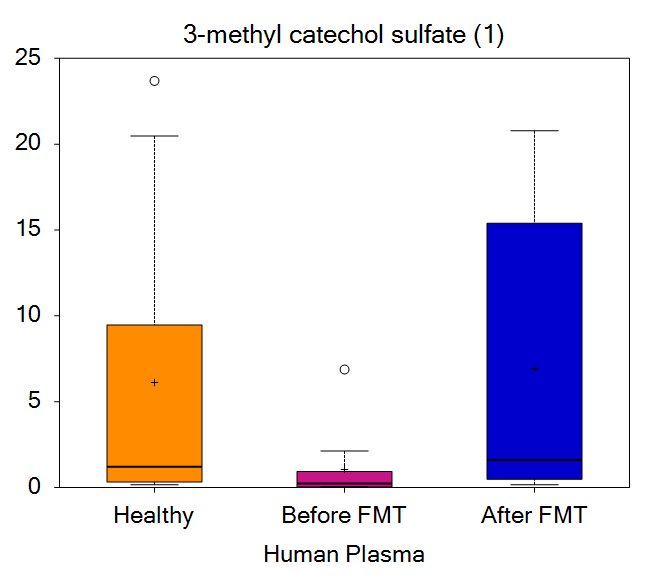 3-methyl catechol sulfate (1)
25
20
15
10
5
0
Healthy Before FMT After FMT
Human Plasma